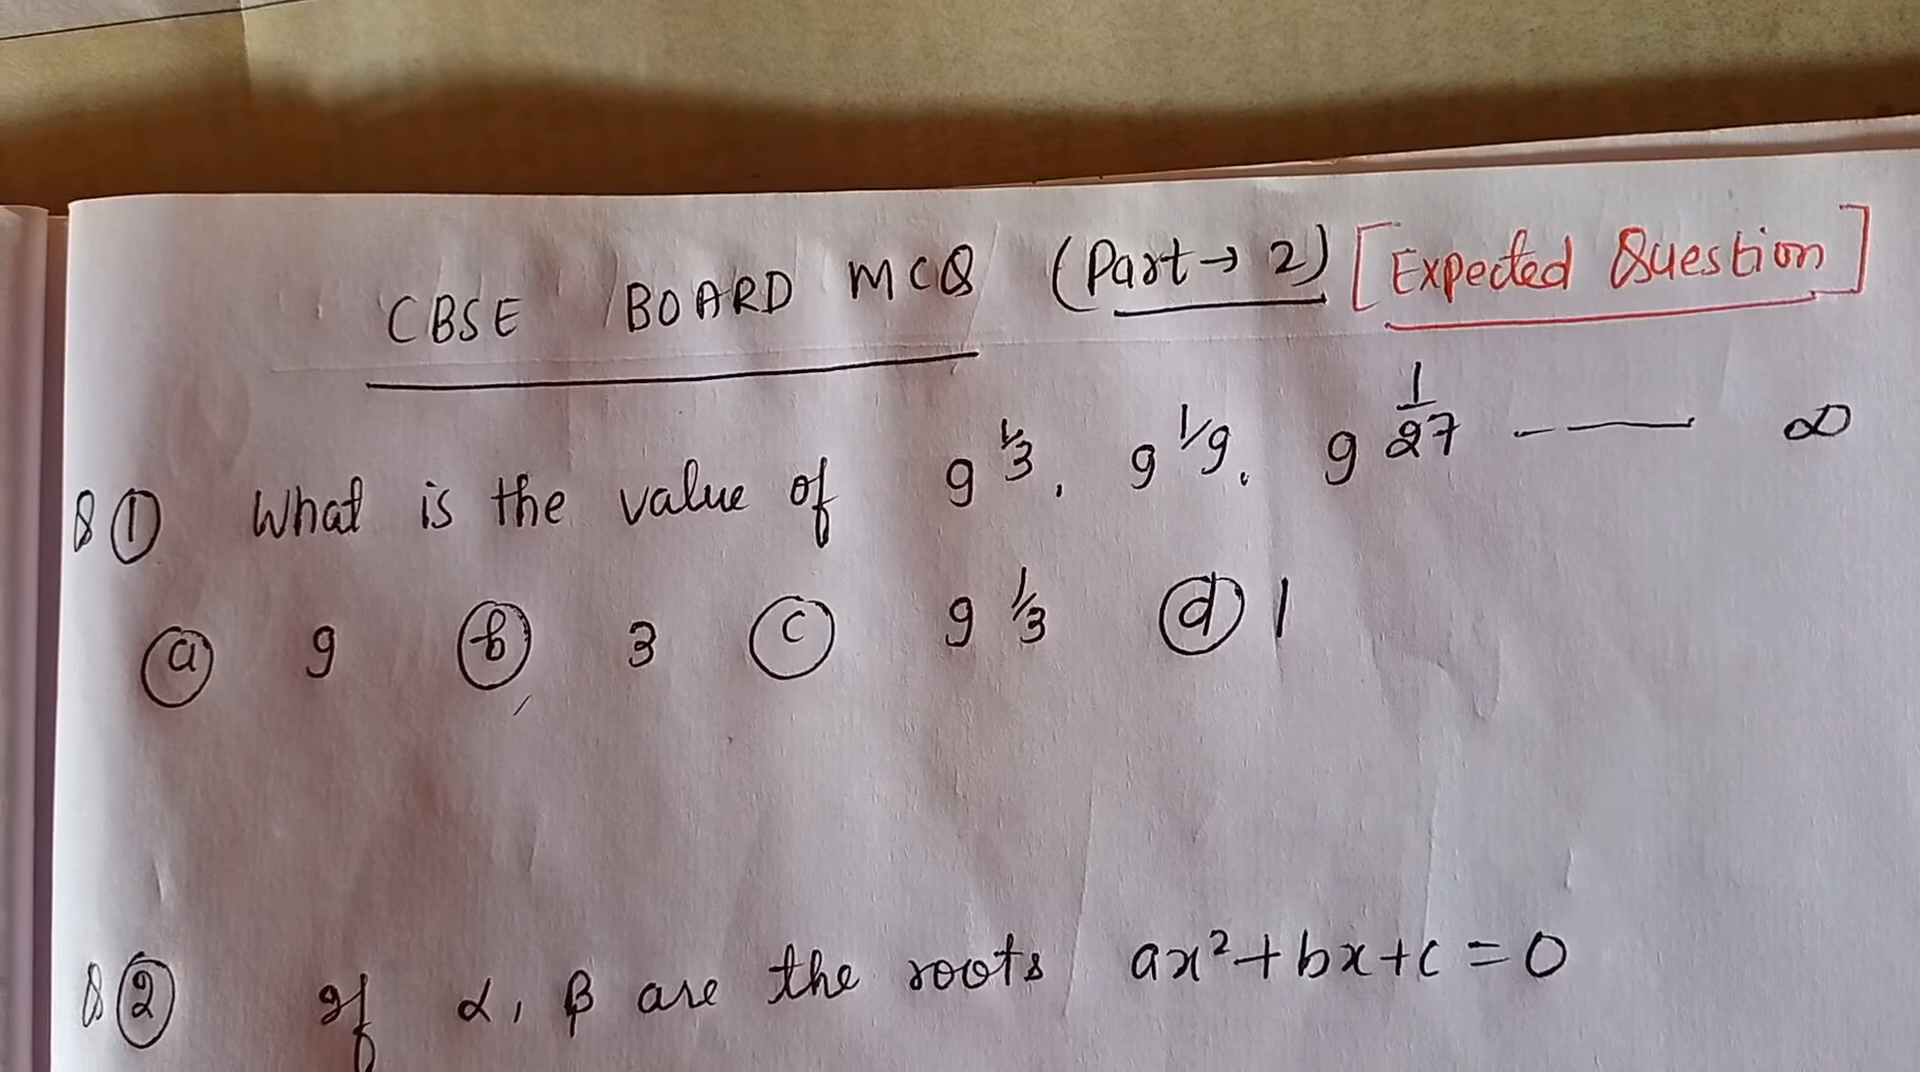 CBSE BOARD MCQ (Part → 2) [Expected Question]
Q① What is the value of 9^1/3, 9^1/9, 9^1/27 ------ ∞
ⓐ 9 ⓑ 3 ⓒ 9^1/3 ⓓ 1
Q② If α, β are the roots ax²+bx+c=0